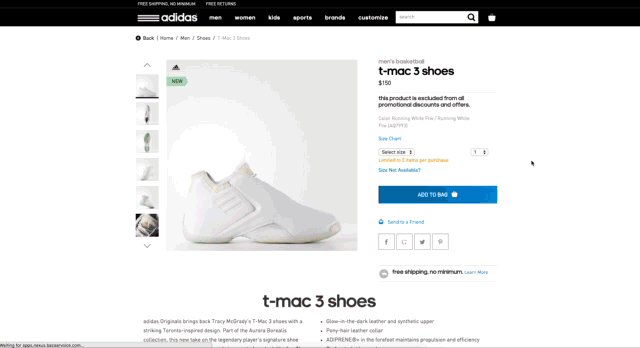 FREE SHIPPING, NO MINIMUM    FREE RETURNS
adidas men women kids sports brands customize search
Back | Home / Men / Shoes / T-Mac 3 Shoes
men's basketball
NEW
t-mac 3 shoes
$150
this product is excluded from all
promotional discounts and offers.
Color Running White Ftw / Running White
Size Chart
Select size 1
Limited to 2 items per purchase.
Size Not Available?
ADD TO BAG
Send to a Friend
free shipping, no minimum. Learn More
t-mac 3 shoes
adidas Originals brings back Tracy McGrady's T-Mac 3 shoes with a
striking Toronto-inspired design. Part of the Aurora Borealis
collection, this new take on the legendary player's signature shoe
• Glow-in-the-dark leather and synthetic upper
• Pony-hair leather collar
• ADIPRENE®+ in the forefoot maintains propulsion and efficiency
Waiting for apps.nexus.bazaarvoice.com...